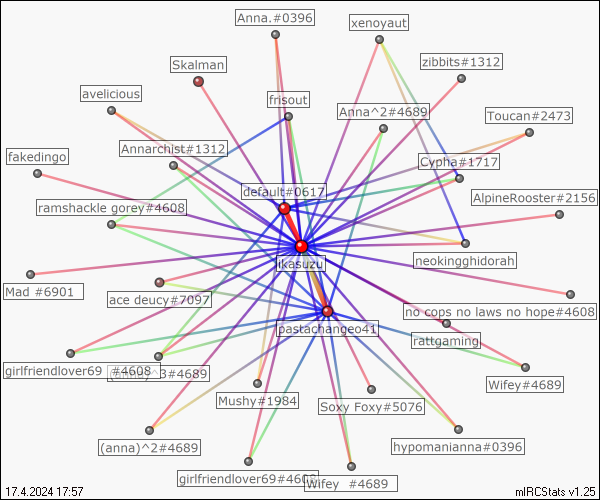 Anna.#0396
xenoyaut
Skalman
zibbits#1312
avelicious
frisout
Anna^2#4689
Toucan#2473
Annarchist#1312
fakedingo
Cypha#1717
default#0617
AlpineRooster#2156
ramshackle gorey#4608
ikasuzu
neokingghidorah
Mad #6901
ace deucy#7097
no cops no laws no hope#4608
pastachangeo41
rattgaming
girlfriendlover69 #4608
^3#4689
Wifey#4689
Mushy#1984
Soxy Foxy#5076
(anna)^2#4689
hypomanianna#0396
girlfriendlover69#4608
Wifey #4689
17.4.2024 17:57
mIRCStats v1.25